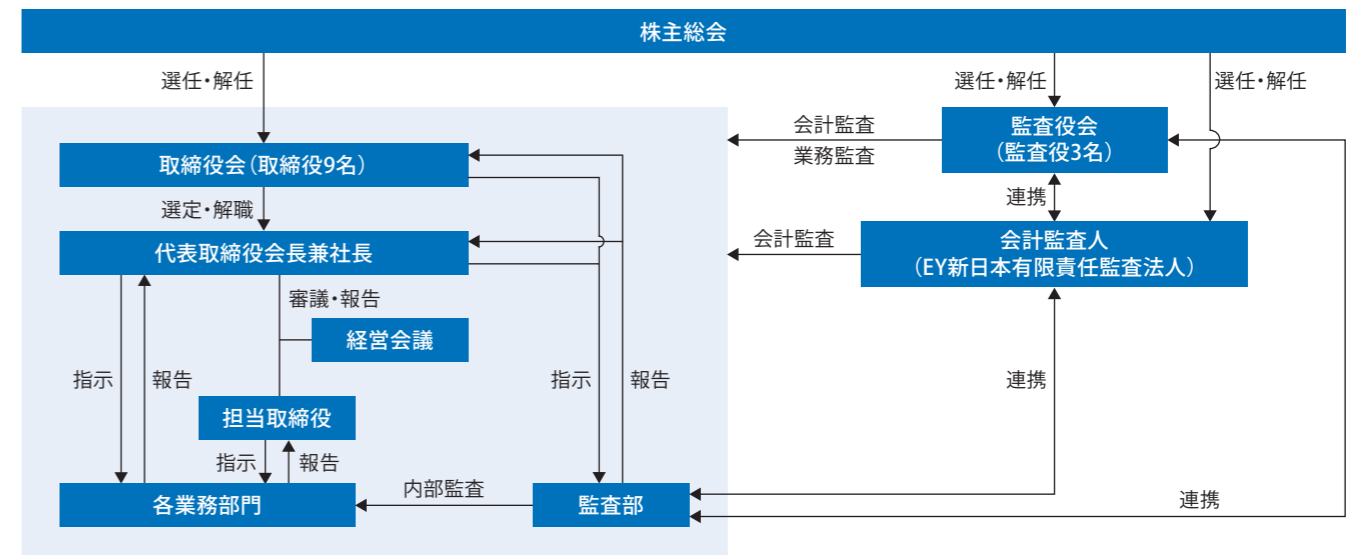 株主総会
選任・解任
選任・解任
選任・解任
会計監査
業務監査
監査役会
（監査役3名）
取締役会（取締役9名）
連携
選定・解職
代表取締役会長兼社長
会計監査
会計監査人
（EY新日本有限責任監査法人）
審議・報告
経営会議
指示
報告
指示
報告
連携
担当取締役
指示
報告
各業務部門
内部監査
監査部
連携